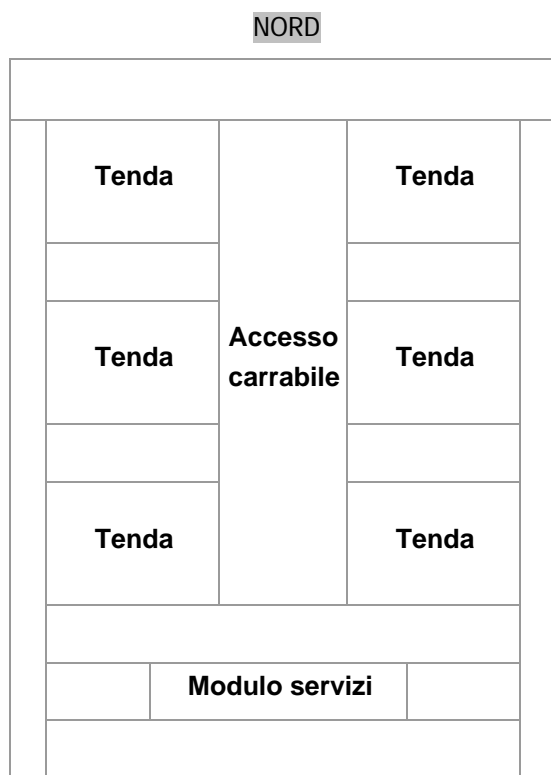 NORD
Tenda
Tenda
Accesso
carrabile
Tenda
Tenda
Tenda
Tenda
Modulo servizi